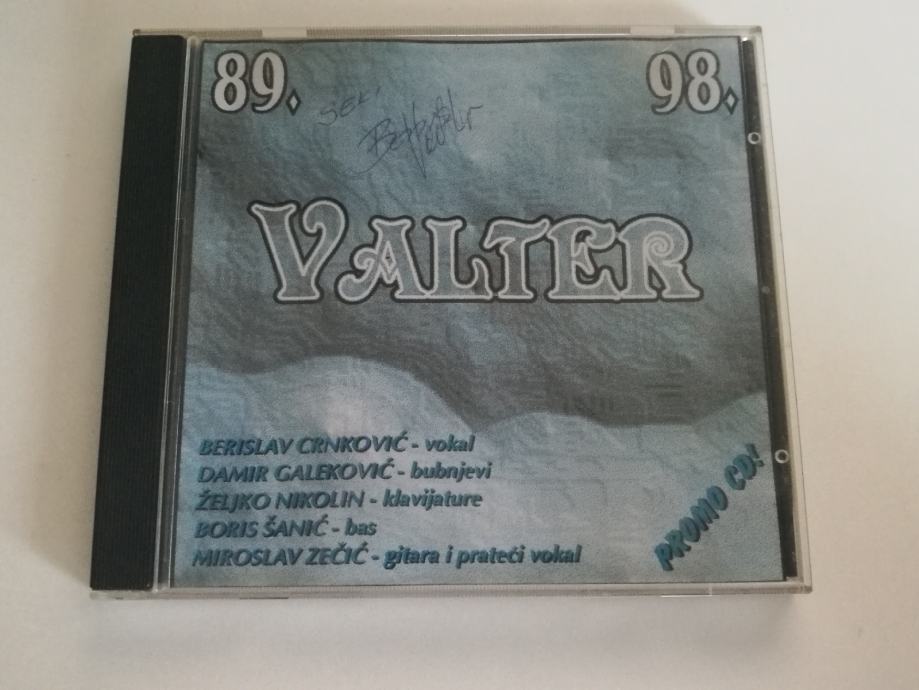 89.
98.
SEKI
VALTER
BERISLAV CRNKOVIĆ - vokal
DAMIR GALEKOVIĆ - bubnjevi
ŽELJKO NIKOLIN - klavijature
BORIS ŠANIĆ - bas
MIROSLAV ZEČIĆ - gitara i prateći vokal
PROMO CD!